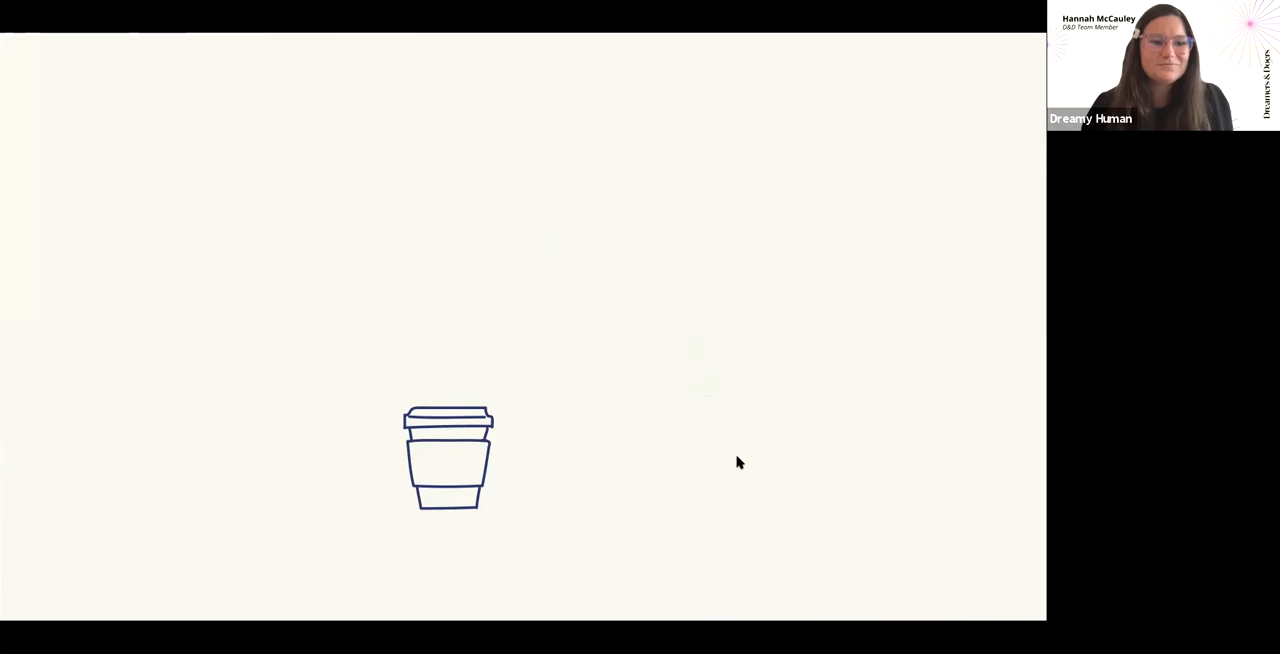 Hannah McCauley
D&D Team Member
Dreamers & Doers
Dreamy Human